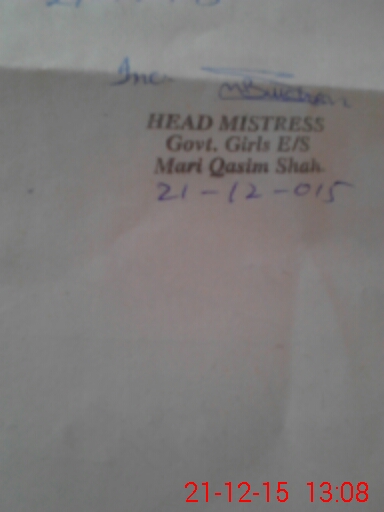 Inc.
HEAD MISTRESS
Govt. Girls E/S
Mari Qasim Shah.
21-12-015
21-12-15 13:08